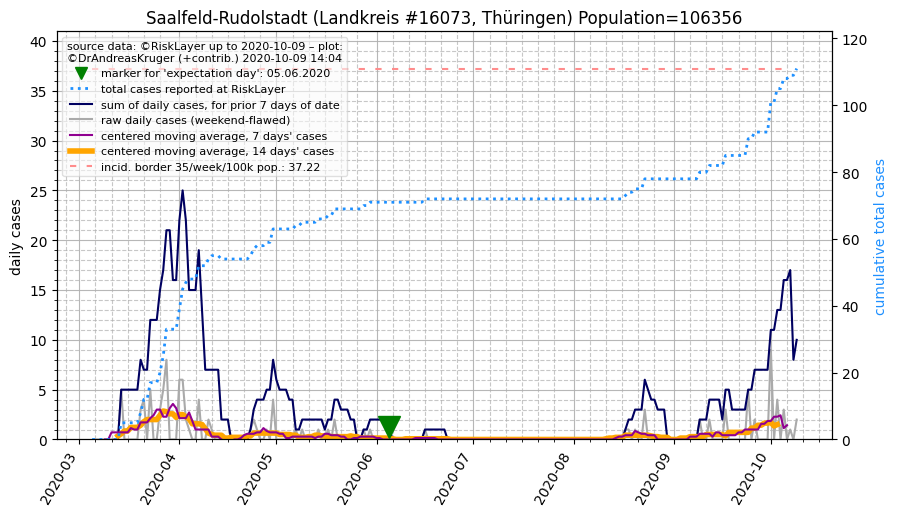 Saalfeld-Rudolstadt (Landkreis #16073, Thüringen) Population=106356
source data: ©RiskLayer up to 2020-10-09 – plot:
©DrAndreasKruger (+contrib.) 2020-10-09 14:04
marker for 'expectation day': 05.06.2020
total cases reported at RiskLayer
sum of daily cases, for prior 7 days of date
raw daily cases (weekend-flawed)
centered moving average, 7 days' cases
centered moving average, 14 days' cases
incid. border 35/week/100k pop.: 37.22
daily cases
40
35
30
25
20
15
10
5
0
cumulative total cases
120
100
80
60
40
20
0
2020-03
2020-04
2020-05
2020-06
2020-07
2020-08
2020-09
2020-10